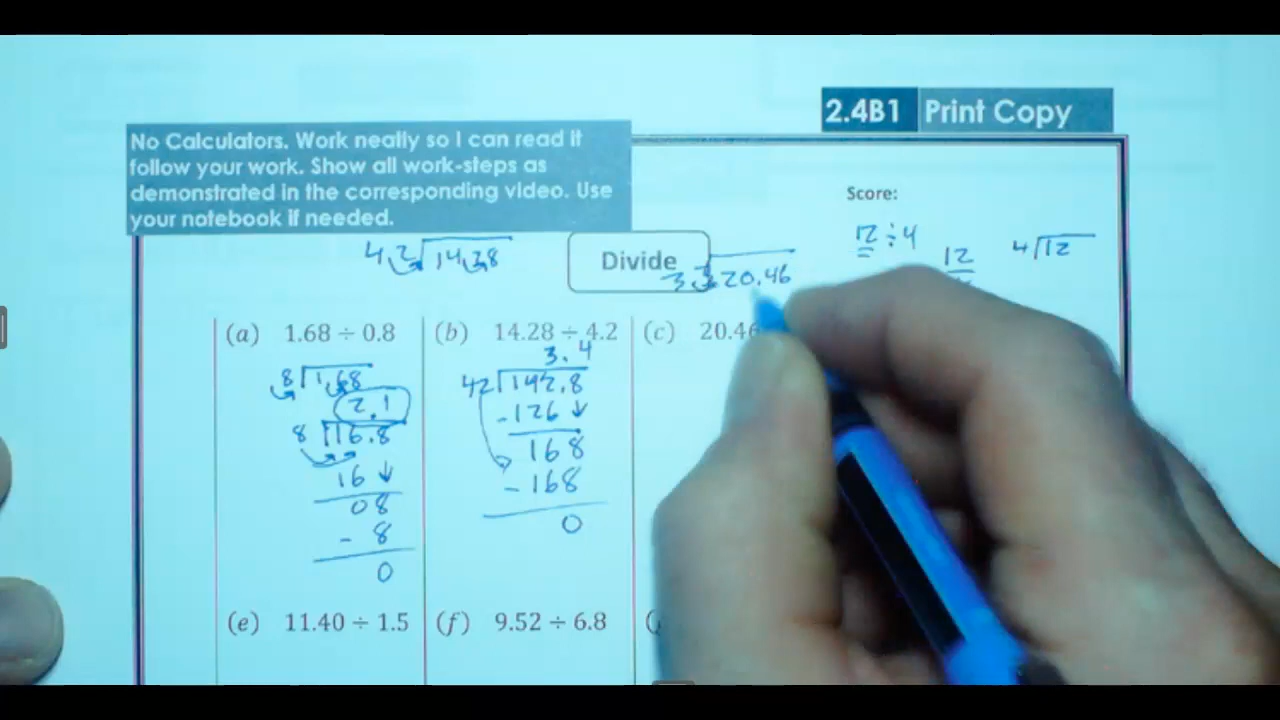 2.4B1 Print Copy
No Calculators. Work neatly so I can read it
follow your work. Show all work-steps as
demonstrated in the corresponding video. Use
your notebook if needed.
Score:
12 ÷ 4
12
4 12
4.2 14.28
Divide
3.3 20.46
(a) 1.68 ÷ 0.8
8 1.68
2.1
8 16.8
16
08
- 8
0
(b) 14.28 ÷ 4.2
3.4
42 142.8
-126
168
- 168
0
(c) 20.46
(e) 11.40 ÷ 1.5
(f) 9.52 ÷ 6.8